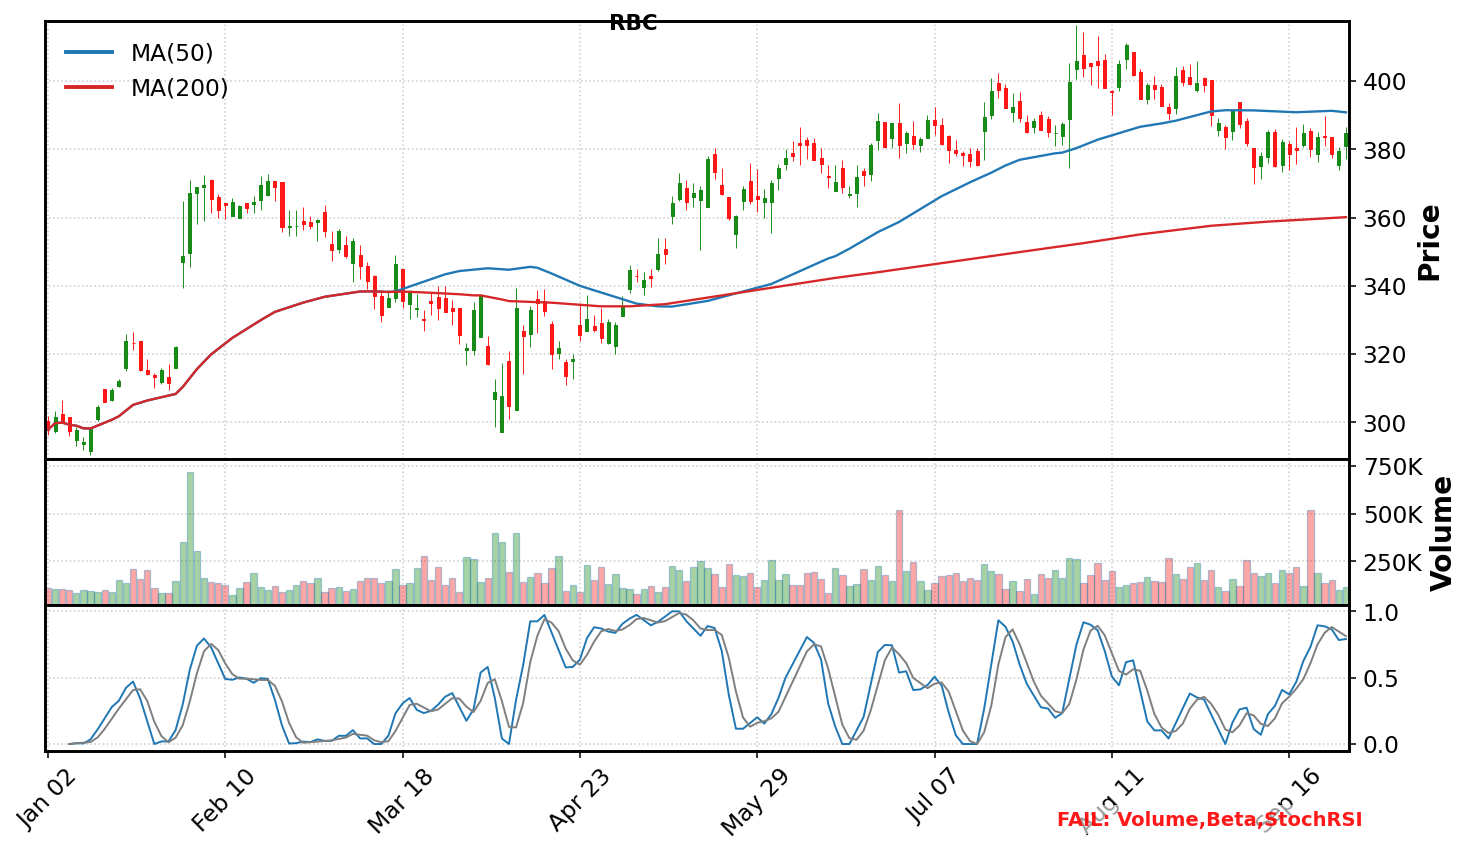 RBC
MA(50)
MA(200)
400
380
360
340
320
300
Price
750K
500K
250K
Volume
1.0
0.5
0.0
Jan 02
Feb 10
Mar 18
Apr 23
May 29
Jul 07
Aug 11
Sep 16
FAIL: Volume,Beta,StochRSI